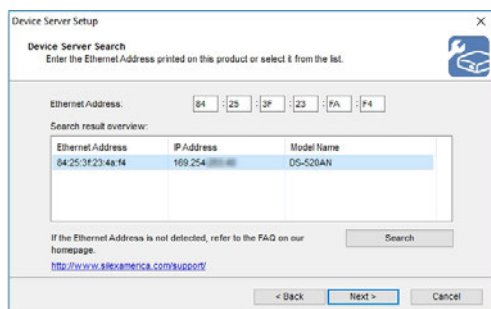 Device Server Setup
Device Server Search
Enter the Ethernet Address printed on this product or select it from the list.
Ethernet Address: 84 : 25 : 3F : 23 : FA : F4
Search result overview:
Ethernet Address IP Address Model Name
84:25:3f:23:4a:f4 169.254 DS-520AN
If the Ethernet Address is not detected, refer to the FAQ on our
homepage.
Search
http://www.silexamerica.com/support/
< Back Next > Cancel